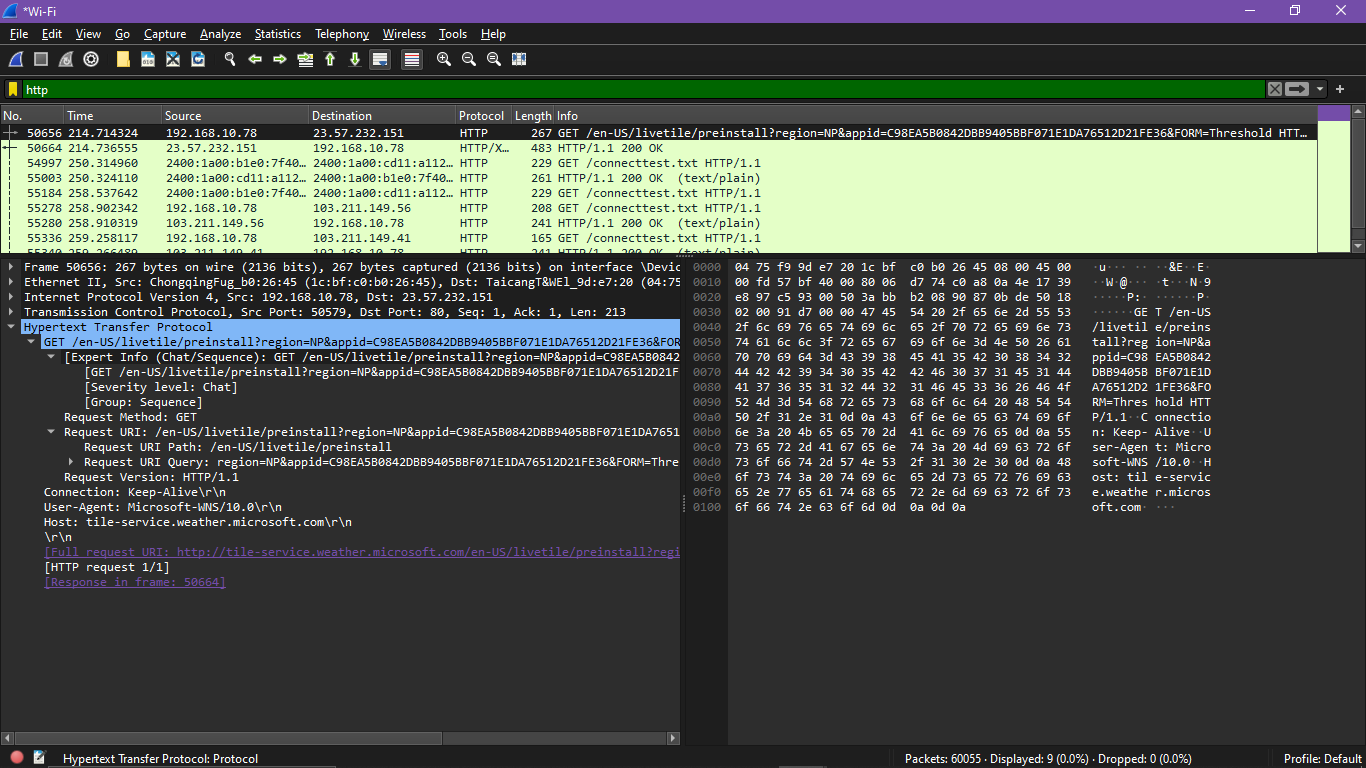 *Wi-Fi
File Edit View Go Capture Analyze Statistics Telephony Wireless Tools Help
http
No. Time Source Destination Protocol Length Info
50656 214.714324 192.168.10.78 23.57.232.151 HTTP 267 GET /en-US/livetile/preinstall?region=NP&appid=C98EA5B0842DBB9405BBF071E1DA76512D21FE36&FORM=Threshold HTT…
50664 214.736555 23.57.232.151 192.168.10.78 HTTP/X… 483 HTTP/1.1 200 OK
54997 250.314960 2400:1a00:b1e0:7f40… 2400:1a00:cd11:a112… HTTP 229 GET /connecttest.txt HTTP/1.1
55003 250.324110 2400:1a00:cd11:a112… 2400:1a00:b1e0:7f40… HTTP 261 HTTP/1.1 200 OK (text/plain)
55184 258.537642 2400:1a00:b1e0:7f40… 2400:1a00:cd11:a112… HTTP 229 GET /connecttest.txt HTTP/1.1
55278 258.902342 192.168.10.78 103.211.149.56 HTTP 208 GET /connecttest.txt HTTP/1.1
55280 258.910319 103.211.149.56 192.168.10.78 HTTP 241 HTTP/1.1 200 OK (text/plain)
55336 259.258117 192.168.10.78 103.211.149.41 HTTP 165 GET /connecttest.txt HTTP/1.1
55340 259.266489 103.211.149.41 192.168.10.78 HTTP 241 HTTP/1.1 200 OK (text/plain)
Frame 50656: 267 bytes on wire (2136 bits), 267 bytes captured (2136 bits) on interface \Devic
Ethernet II, Src: ChongqingFug_b0:26:45 (1c:bf:c0:b0:26:45), Dst: TaicangT&WEl_9d:e7:20 (04:75
Internet Protocol Version 4, Src: 192.168.10.78, Dst: 23.57.232.151
Transmission Control Protocol, Src Port: 50579, Dst Port: 80, Seq: 1, Ack: 1, Len: 213
Hypertext Transfer Protocol
GET /en-US/livetile/preinstall?region=NP&appid=C98EA5B0842DBB9405BBF071E1DA76512D21FE36&FOR
[Expert Info (Chat/Sequence): GET /en-US/livetile/preinstall?region=NP&appid=C98EA5B0842
[GET /en-US/livetile/preinstall?region=NP&appid=C98EA5B0842DBB9405BBF071E1DA76512D21F
[Severity level: Chat]
[Group: Sequence]
Request Method: GET
Request URI: /en-US/livetile/preinstall?region=NP&appid=C98EA5B0842DBB9405BBF071E1DA7651
Request URI Path: /en-US/livetile/preinstall
Request URI Query: region=NP&appid=C98EA5B0842DBB9405BBF071E1DA76512D21FE36&FORM=Thre
Request Version: HTTP/1.1
Connection: Keep-Alive\r\n
User-Agent: Microsoft-WNS/10.0\r\n
Host: tile-service.weather.microsoft.com\r\n
\r\n
[Full request URI: http://tile-service.weather.microsoft.com/en-US/livetile/preinstall?regi
[HTTP request 1/1]
[Response in frame: 50664]
0000 04 75 f9 9d e7 20 1c bf c0 b0 26 45 08 00 45 00 ·u··· ·· ··&E··E·
0010 00 fd 57 bf 40 00 80 06 d7 74 c0 a8 0a 4e 17 39 ··W·@··· ·t···N·9
0020 e8 97 c5 93 00 50 3a bb b2 08 90 87 0b de 50 18 ·····P:· ······P·
0030 02 00 91 d7 00 00 47 45 54 20 2f 65 6e 2d 55 53 ······GE T /en-US
0040 2f 6c 69 76 65 74 69 6c 65 2f 70 72 65 69 6e 73 /livetil e/preins
0050 74 61 6c 6c 3f 72 65 67 69 6f 6e 3d 4e 50 26 61 tall?reg ion=NP&a
0060 70 70 69 64 3d 43 39 38 45 41 35 42 30 38 34 32 ppid=C98 EA5B0842
0070 44 42 42 39 34 30 35 42 42 46 30 37 31 45 31 44 DBB9405B BF071E1D
0080 41 37 36 35 31 32 44 32 31 46 45 33 36 26 46 4f A76512D2 1FE36&FO
0090 52 4d 3d 54 68 72 65 73 68 6f 6c 64 20 48 54 54 RM=Thres hold HTT
00a0 50 2f 31 2e 31 0d 0a 43 6f 6e 6e 65 63 74 69 6f P/1.1··C onnectio
00b0 6e 3a 20 4b 65 65 70 2d 41 6c 69 76 65 0d 0a 55 n: Keep- Alive··U
00c0 73 65 72 2d 41 67 65 6e 74 3a 20 4d 69 63 72 6f ser-Agen t: Micro
00d0 73 6f 66 74 2d 57 4e 53 2f 31 30 2e 30 0d 0a 48 soft-WNS /10.0··H
00e0 6f 73 74 3a 20 74 69 6c 65 2d 73 65 72 76 69 63 ost: til e-servic
00f0 65 2e 77 65 61 74 68 65 72 2e 6d 69 63 72 6f 73 e.weathe r.micros
0100 6f 66 74 2e 63 6f 6d 0d 0a 0d 0a oft.com· ···
Hypertext Transfer Protocol: Protocol
Packets: 60055 · Displayed: 9 (0.0%) · Dropped: 0 (0.0%)
Profile: Default